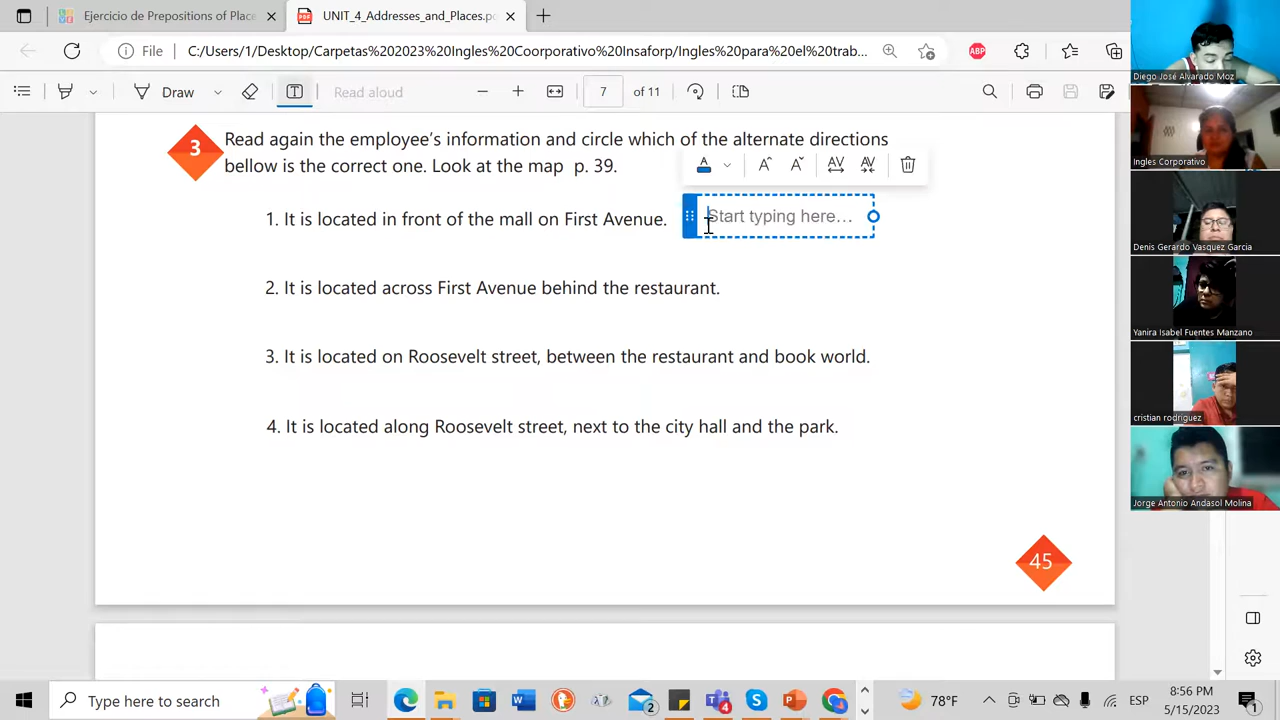 Ejercicio de Prepositions of Place
UNIT_4_Addresses_and_Places.pc
File
C:/Users/1/Desktop/Carpetas%202023%20Ingles%20Coorporativo%20Insaforp/Ingles%20para%20el%20trab...
ABP
Draw
Read aloud
7
of 11
3
Read again the employee's information and circle which of the alternate directions
bellow is the correct one. Look at the map p. 39.
1. It is located in front of the mall on First Avenue.
Start typing here...
2. It is located across First Avenue behind the restaurant.
3. It is located on Roosevelt street, between the restaurant and book world.
4. It is located along Roosevelt street, next to the city hall and the park.
45
Diego José Alvarado Moz
Ingles Corporativo
Denis Gerardo Vasquez Garcia
Yanira Isabel Fuentes Manzano
cristian rodriguez
Jorge Antonio Andasol Molina
Type here to search
2
4
78°F
ESP
8:56 PM
5/15/2023
1